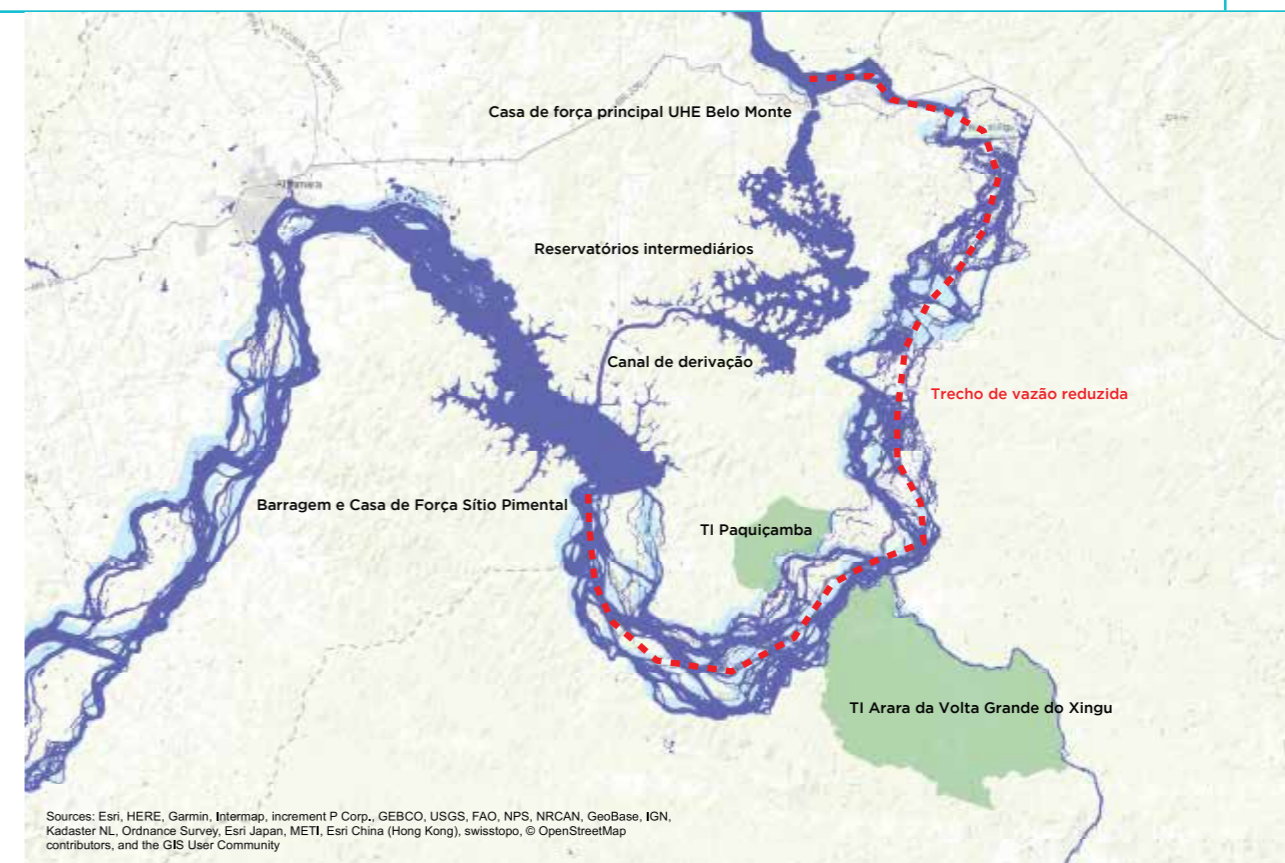 Casa de força principal UHE Belo Monte
Altamira
Reservatórios intermediários
Canal de derivação
Trecho de vazão reduzida
Barragem e Casa de Força Sítio Pimental
TI Paquiçamba
TI Arara da Volta Grande do Xingu
Sources: Esri, HERE, Garmin, Intermap, increment P Corp., GEBCO, USGS, FAO, NPS, NRCAN, GeoBase, IGN,
Kadaster NL, Ordnance Survey, Esri Japan, METI, Esri China (Hong Kong), swisstopo, © OpenStreetMap
contributors, and the GIS User Community